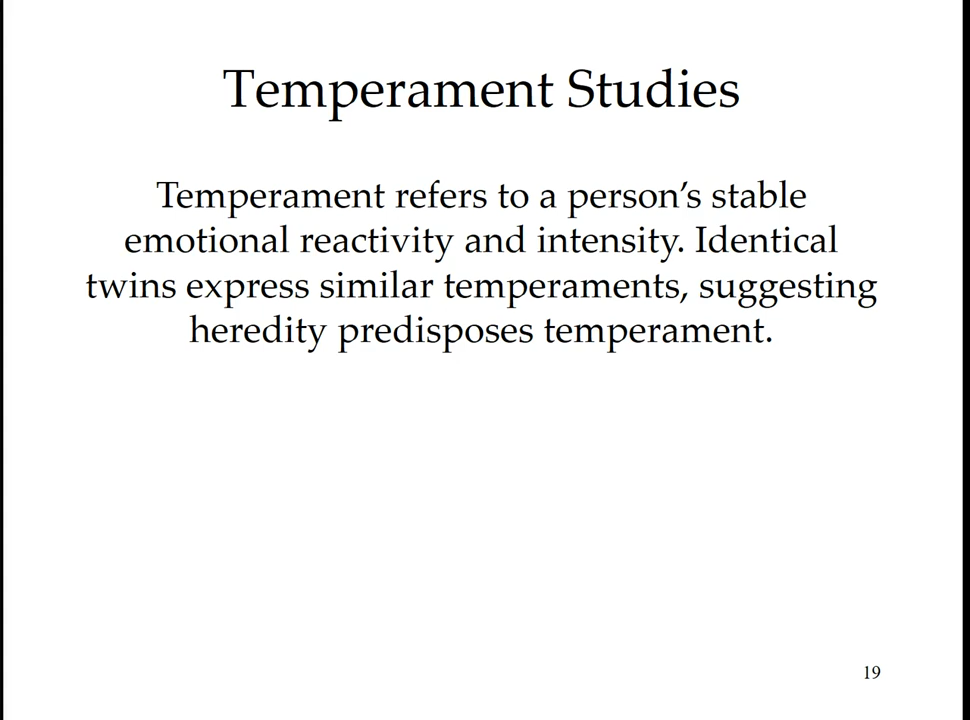 Temperament Studies
Temperament refers to a person’s stable
emotional reactivity and intensity. Identical
twins express similar temperaments, suggesting
heredity predisposes temperament.
19